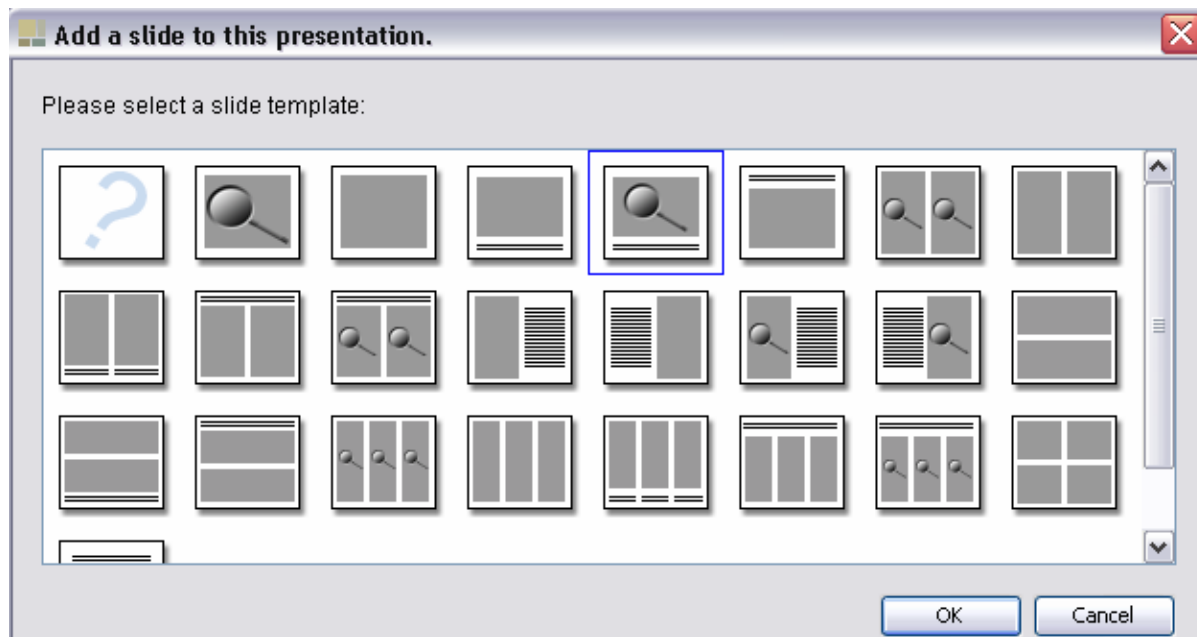 Add a slide to this presentation.
Please select a slide template:
?
OK
Cancel